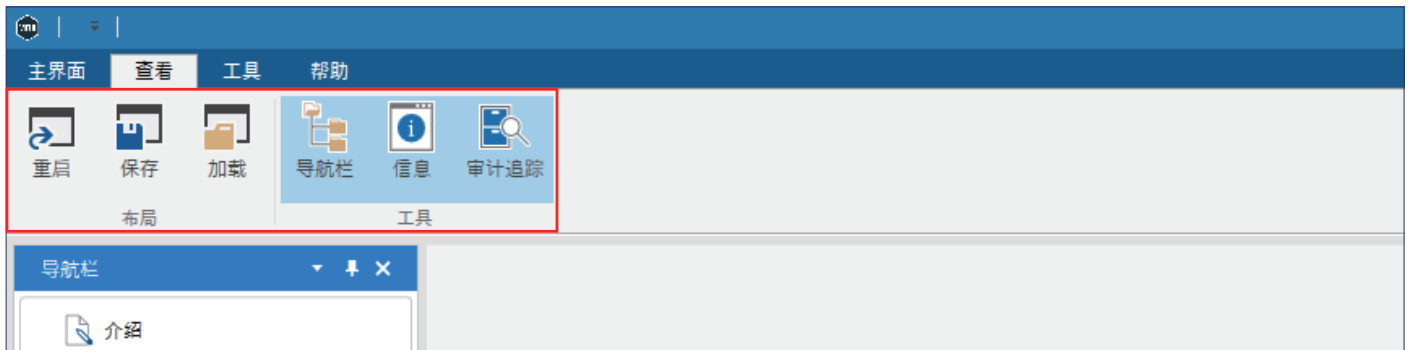 主界面 查看 工具 帮助
重启 保存 加载 导航栏 信息 审计追踪
布局 工具
导航栏
介绍